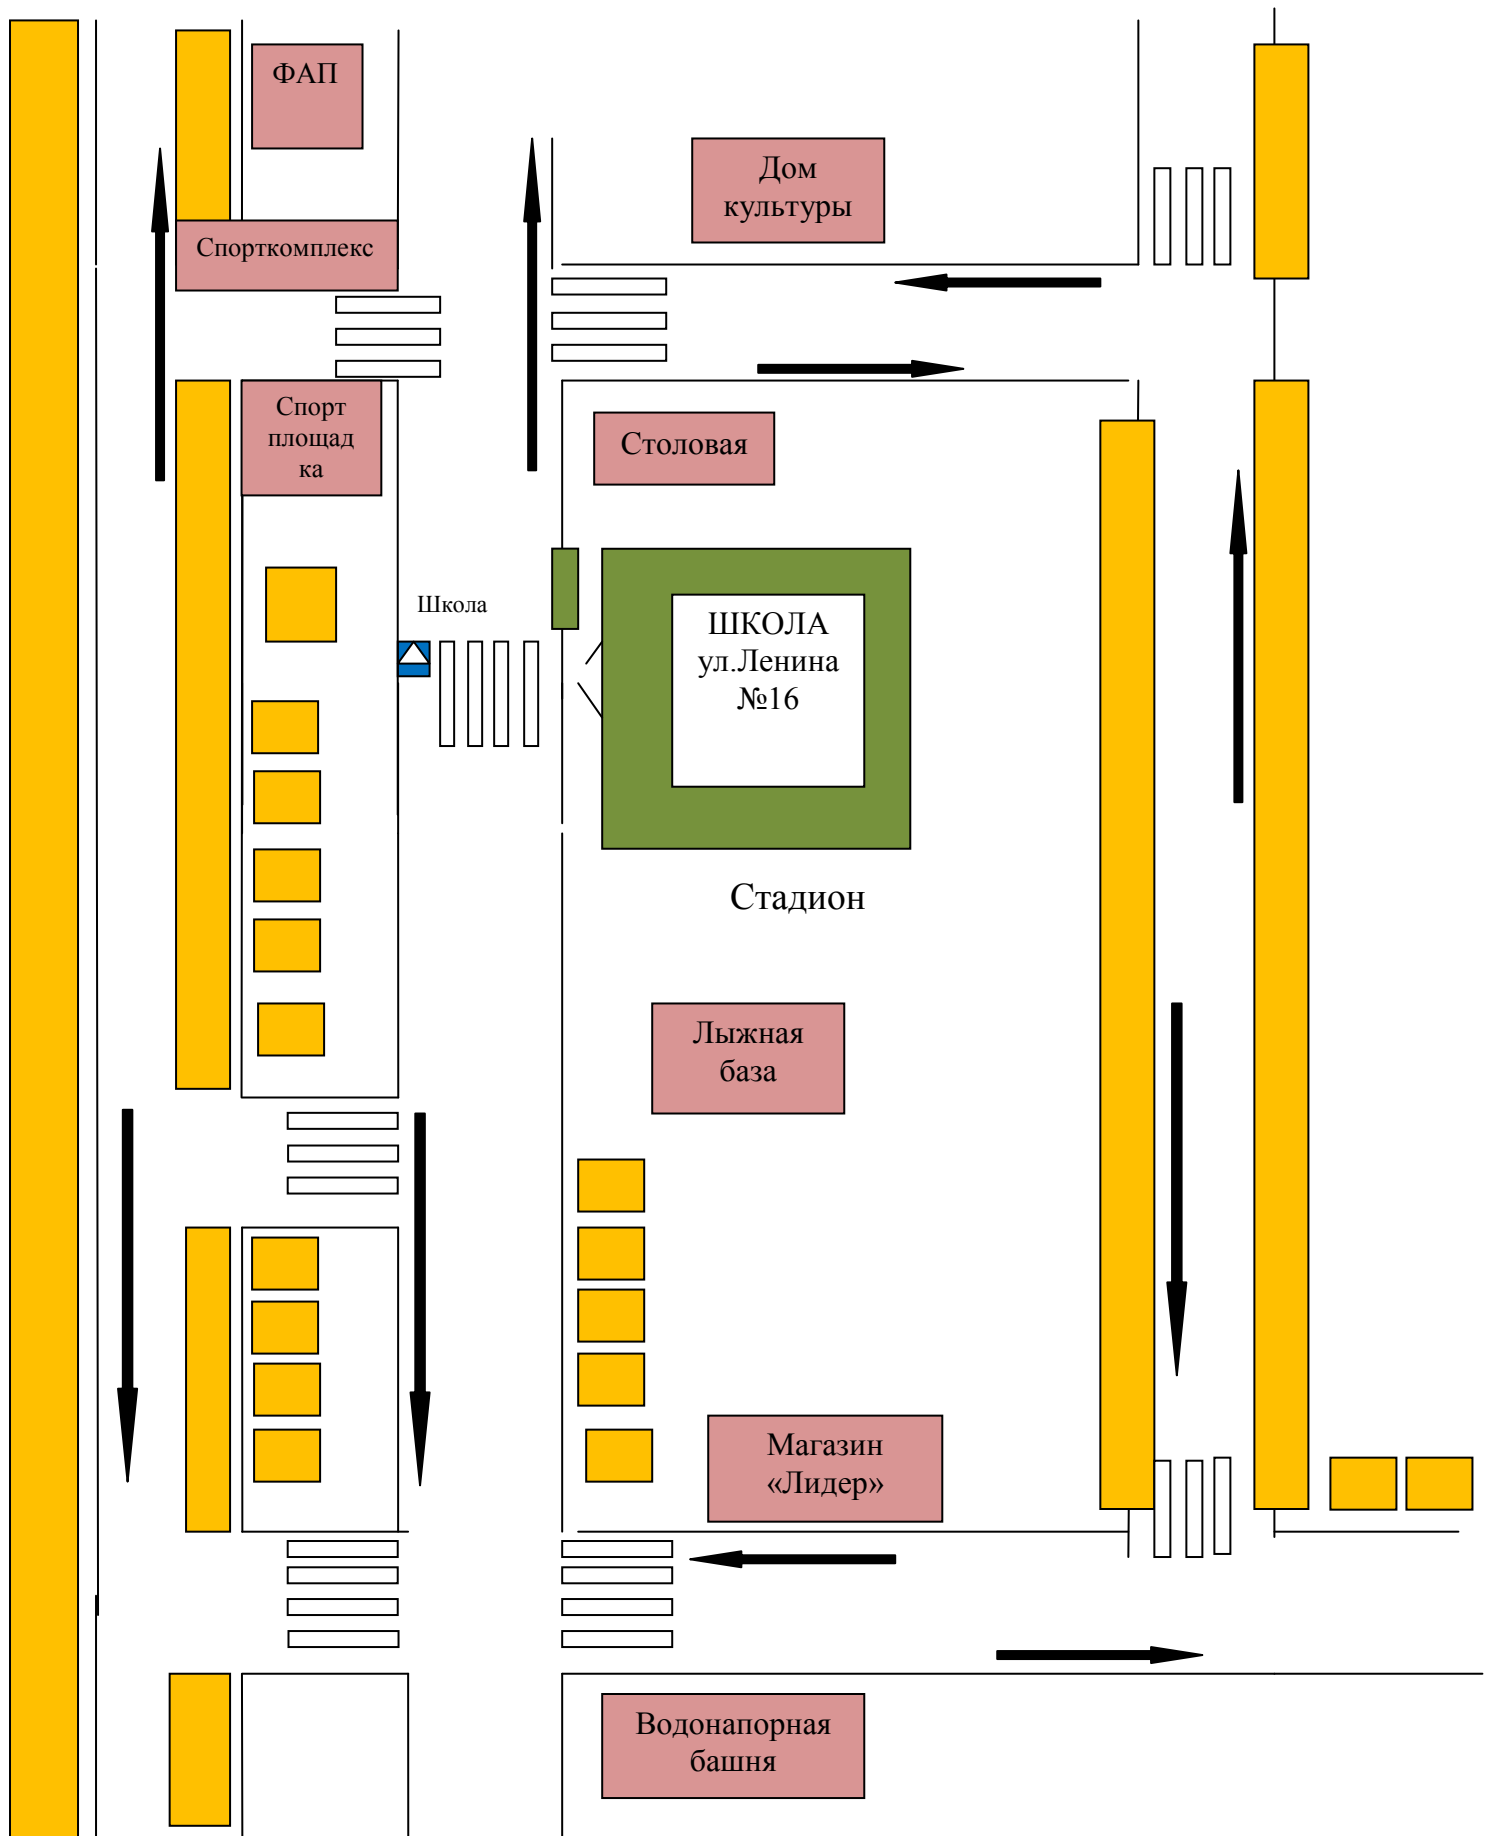 ФАП
Дом
культуры
Спорткомплекс
Спорт
площад
ка
Столовая
Школа
ШКОЛА
ул.Ленина
№16
Стадион
Лыжная
база
Магазин
«Лидер»
Водонапорная
башня